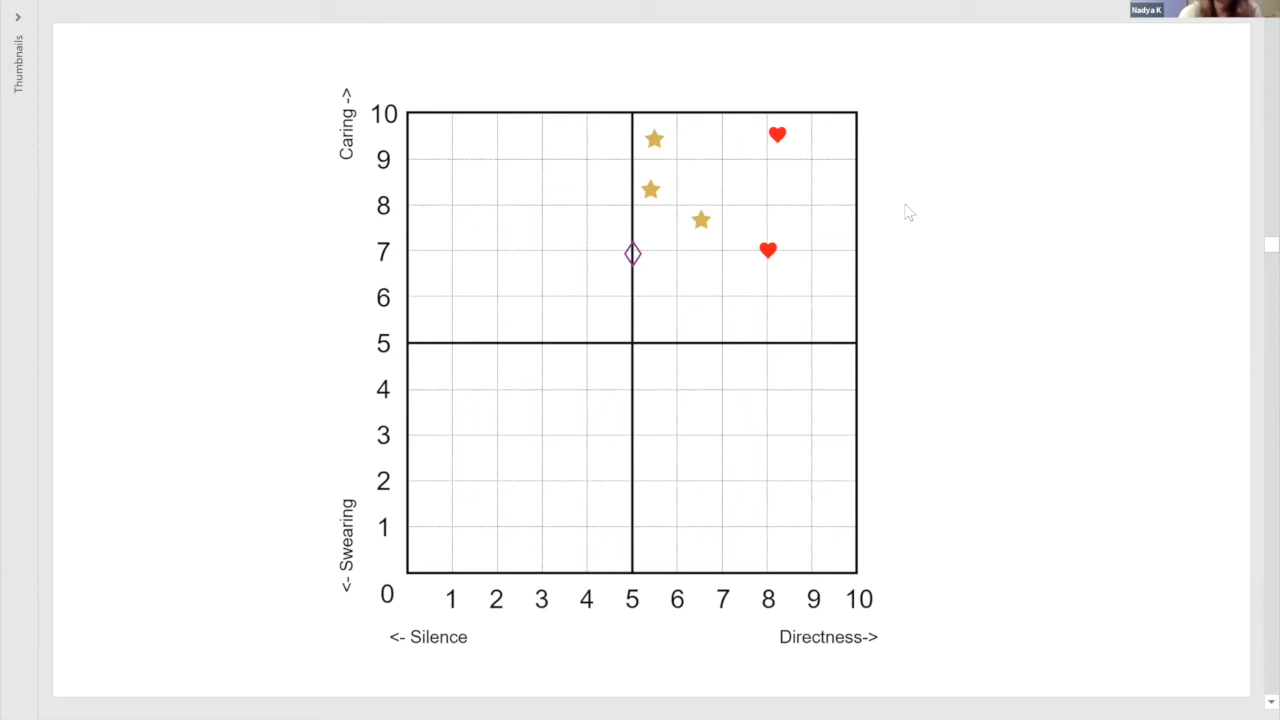 Nadya K
Thumbnails
Caring ->
10
9
8
7
6
5
4
3
2
1
<- Swearing
0
1 2 3 4 5 6 7 8 9 10
<- Silence
Directness->